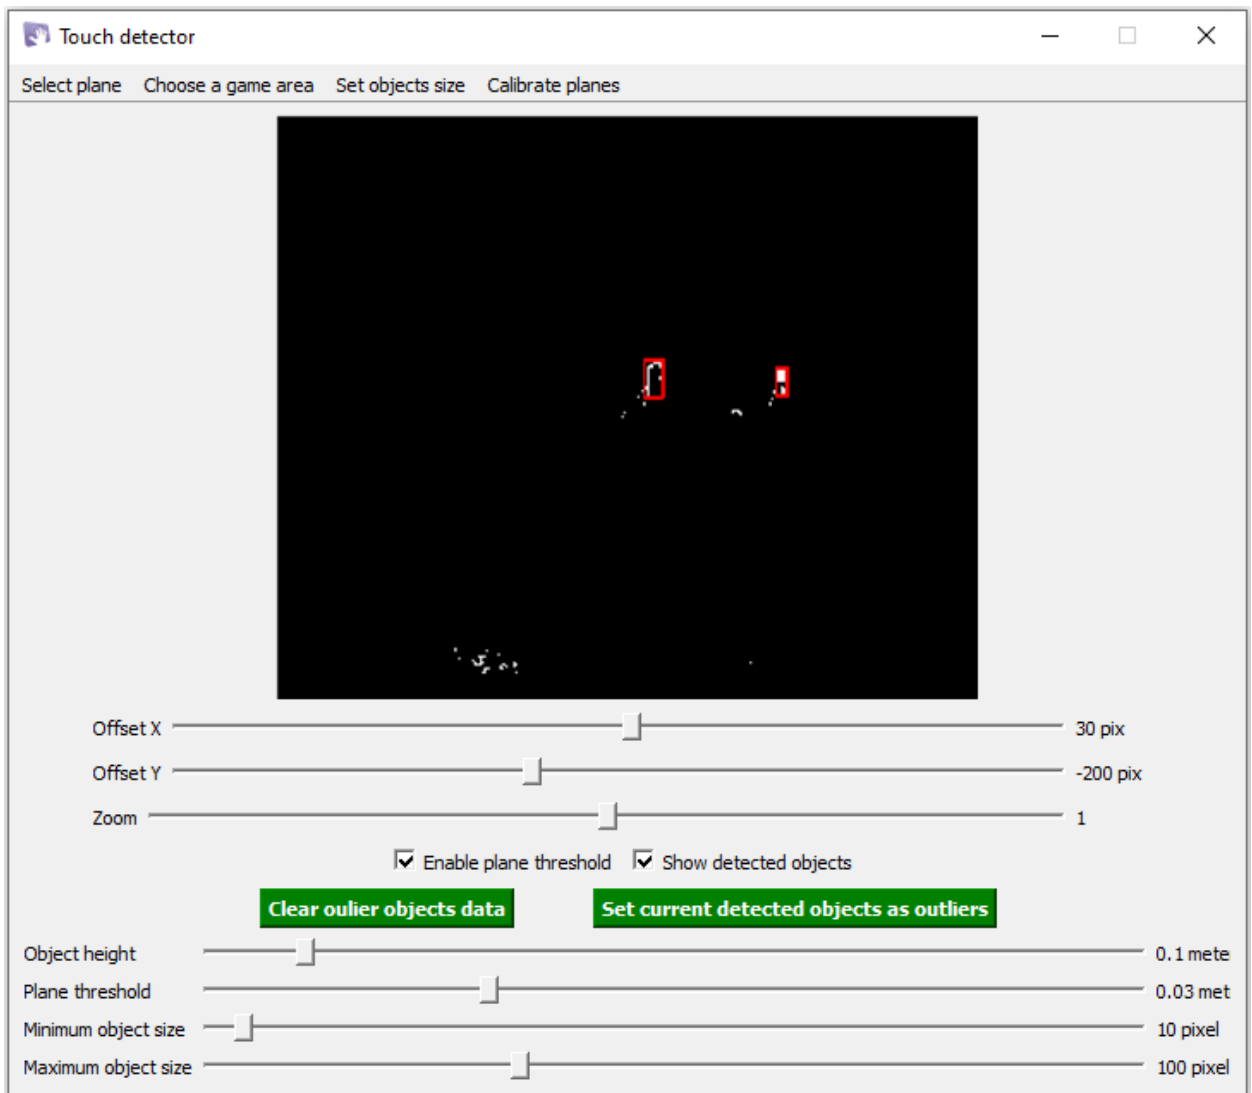 Touch detector
Select plane Choose a game area Set objects size Calibrate planes
Offset X 30 pix
Offset Y -200 pix
Zoom 1
Enable plane threshold Show detected objects
Clear oulier objects data Set current detected objects as outliers
Object height 0.1 mete
Plane threshold 0.03 met
Minimum object size 10 pixel
Maximum object size 100 pixel